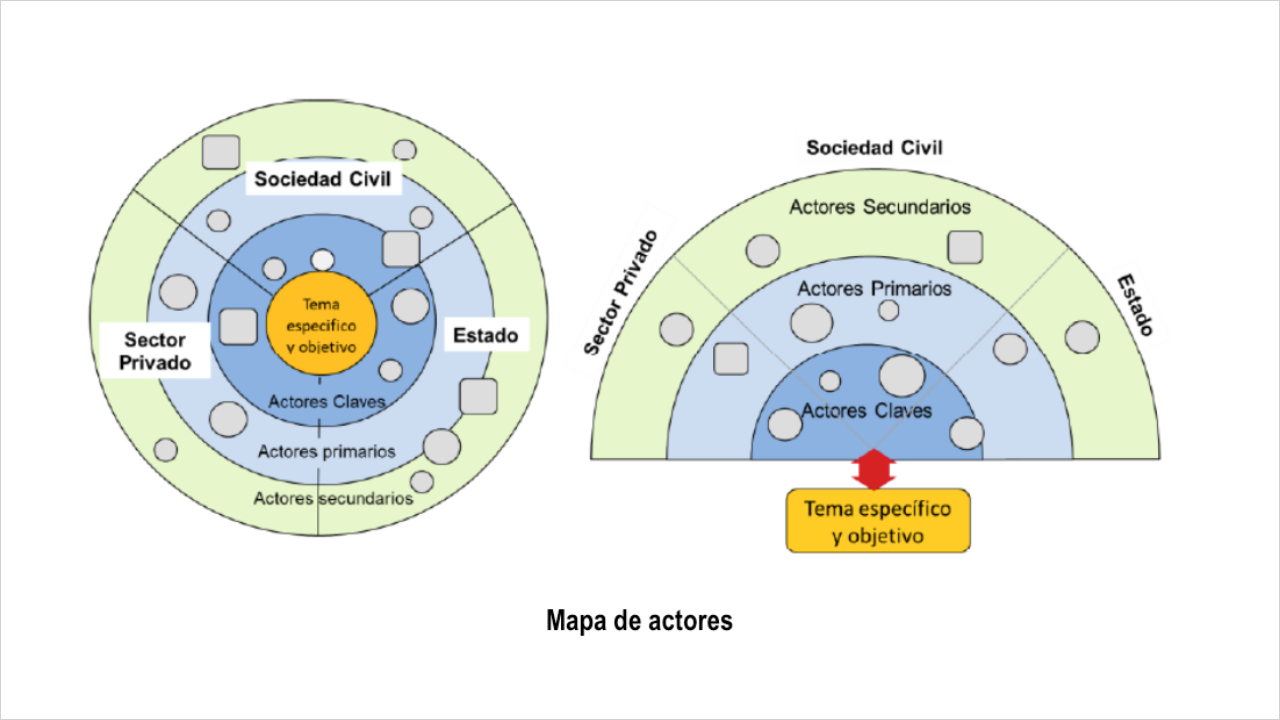 Sociedad Civil
Tema
especifico
y objetivo
Sector
Privado
Estado
Actores Claves
Actores primarios
Actores secundarios
Sociedad Civil
Actores Secundarios
Sector Privado
Actores Primarios
Estado
Actores Claves
Tema específico
y objetivo
Mapa de actores